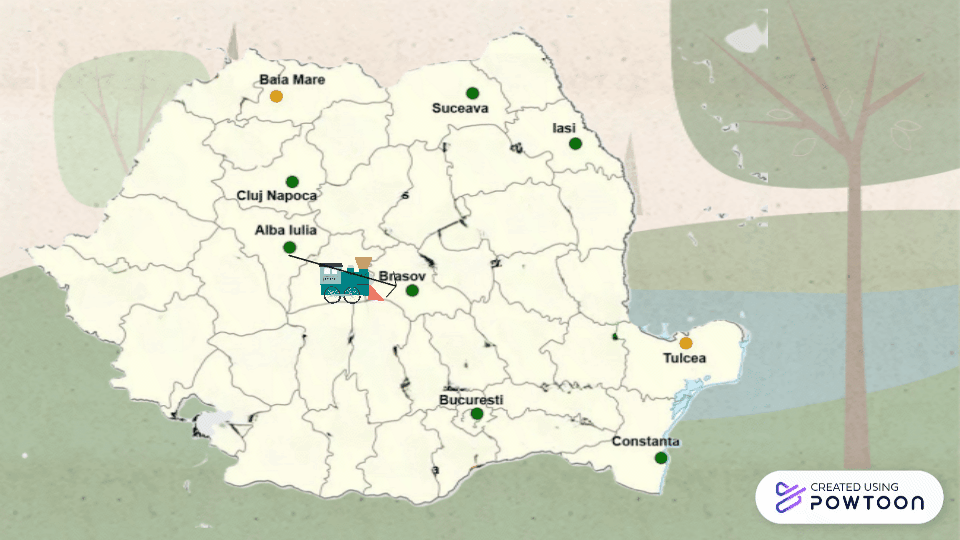 Baia Mare
Suceava
Iasi
Cluj Napoca
Alba Iulia
Brasov
Tulcea
Bucuresti
Constanta
CREATED USING
POWTOON